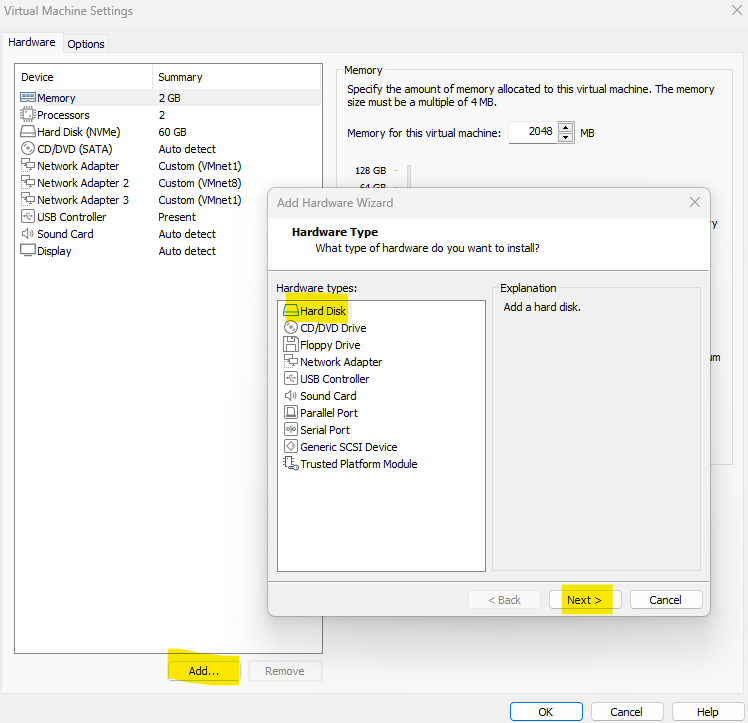 Virtual Machine Settings
Hardware Options
Device Summary
Memory 2 GB
Processors 2
Hard Disk (NVMe) 60 GB
CD/DVD (SATA) Auto detect
Network Adapter Custom (VMnet1)
Network Adapter 2 Custom (VMnet8)
Network Adapter 3 Custom (VMnet1)
USB Controller Present
Sound Card Auto detect
Display Auto detect
Add... Remove
Memory
Specify the amount of memory allocated to this virtual machine. The memory
size must be a multiple of 4 MB.
Memory for this virtual machine: 2048 MB
128 GB
Add Hardware Wizard
Hardware Type
What type of hardware do you want to install?
Hardware types:
Hard Disk
CD/DVD Drive
Floppy Drive
Network Adapter
USB Controller
Sound Card
Parallel Port
Serial Port
Generic SCSI Device
Trusted Platform Module
Explanation
Add a hard disk.
< Back Next > Cancel
OK Cancel Help